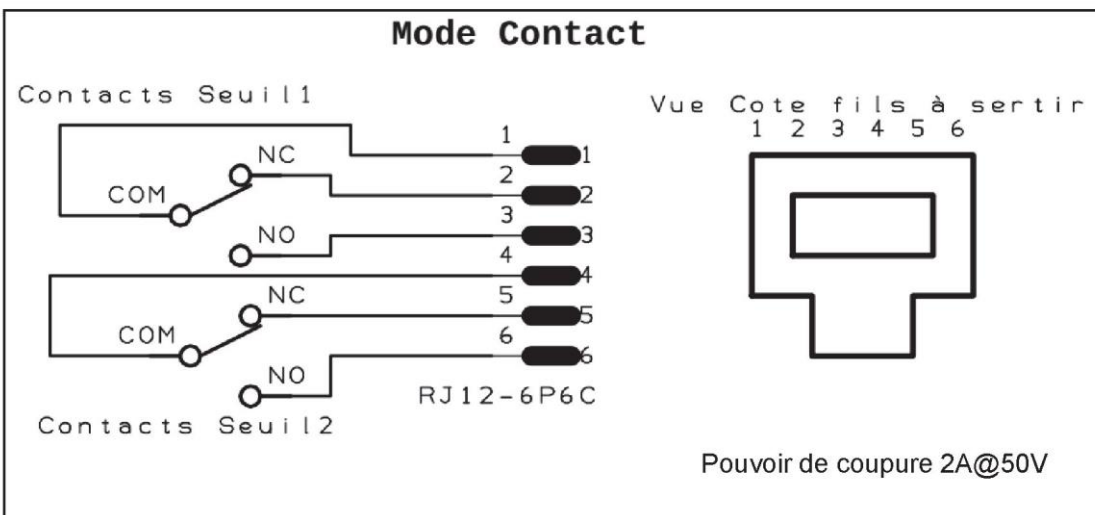 Mode Contact
Contacts Seuil1
COM
NC
NO
1
2
3
4
5
6
1
2
3
4
5
6
COM
NC
NO
RJ12-6P6C
Contacts Seuil2
Vue Cote fils à sertir
1 2 3 4 5 6
Pouvoir de coupure 2A@50V